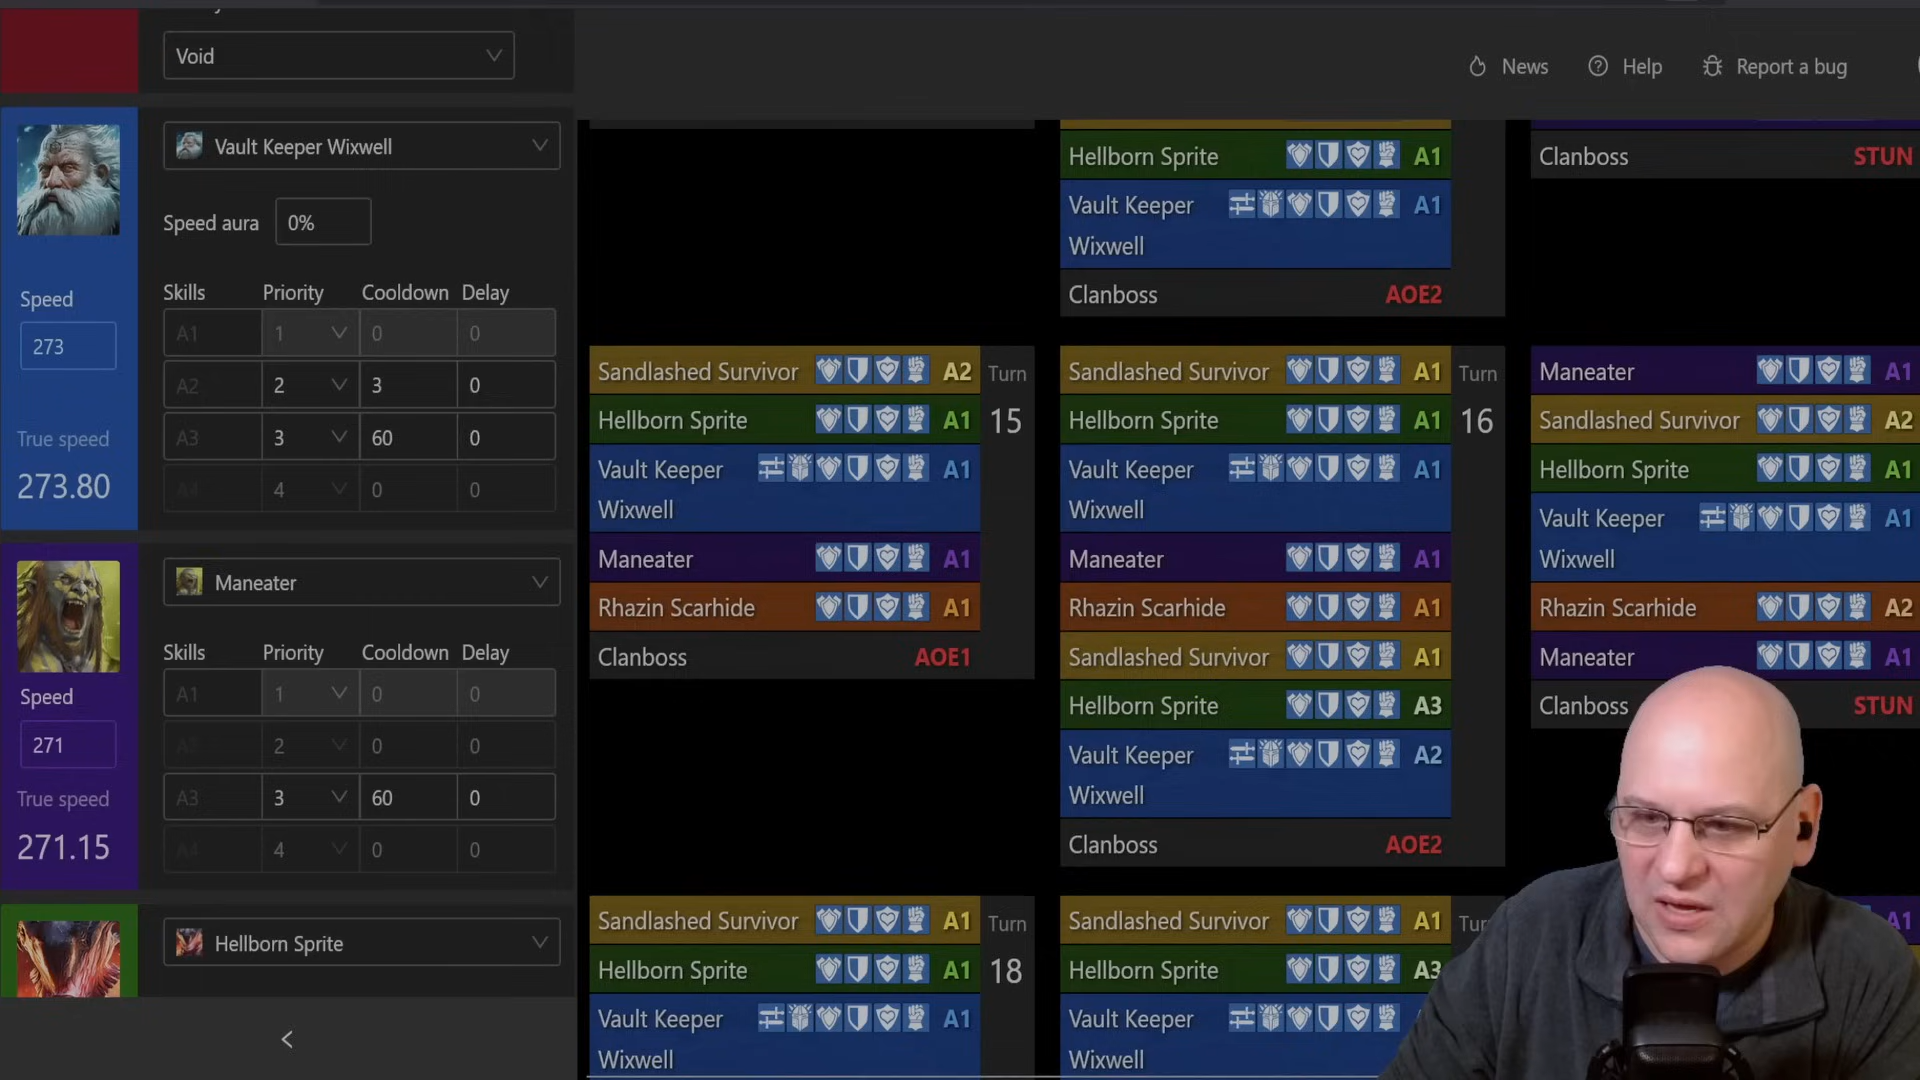 Void
News
Help
Report a bug
Vault Keeper Wixwell
Speed aura
0%
Skills Priority Cooldown Delay
A1 1 0 0
A2 2 3 0
A3 3 60 0
A4 4 0 0
Speed
273
True speed
273.80
Maneater
Skills Priority Cooldown Delay
A1 1 0 0
A2 2 0 0
A3 3 60 0
A4 4 0 0
Speed
271
True speed
271.15
Hellborn Sprite
<
Hellborn Sprite A1
Vault Keeper Wixwell A1
Clanboss AOE2
Clanboss STUN
Sandlashed Survivor A2
Turn
15
Hellborn Sprite A1
Vault Keeper
Wixwell A1
Maneater A1
Rhazin Scarhide A1
Clanboss AOE1
Sandlashed Survivor A1
Turn
16
Hellborn Sprite A1
Vault Keeper
Wixwell A1
Maneater A1
Rhazin Scarhide A1
Sandlashed Survivor A1
Hellborn Sprite A3
Vault Keeper
Wixwell A2
Clanboss AOE2
Maneater A1
Sandlashed Survivor A2
Hellborn Sprite A1
Vault Keeper
Wixwell A1
Rhazin Scarhide A2
Maneater A1
Clanboss STUN
Sandlashed Survivor A1
Turn
18
Hellborn Sprite A1
Vault Keeper
Wixwell A1
Sandlashed Survivor A1
Hellborn Sprite A3
Vault Keeper
Wixwell
A1